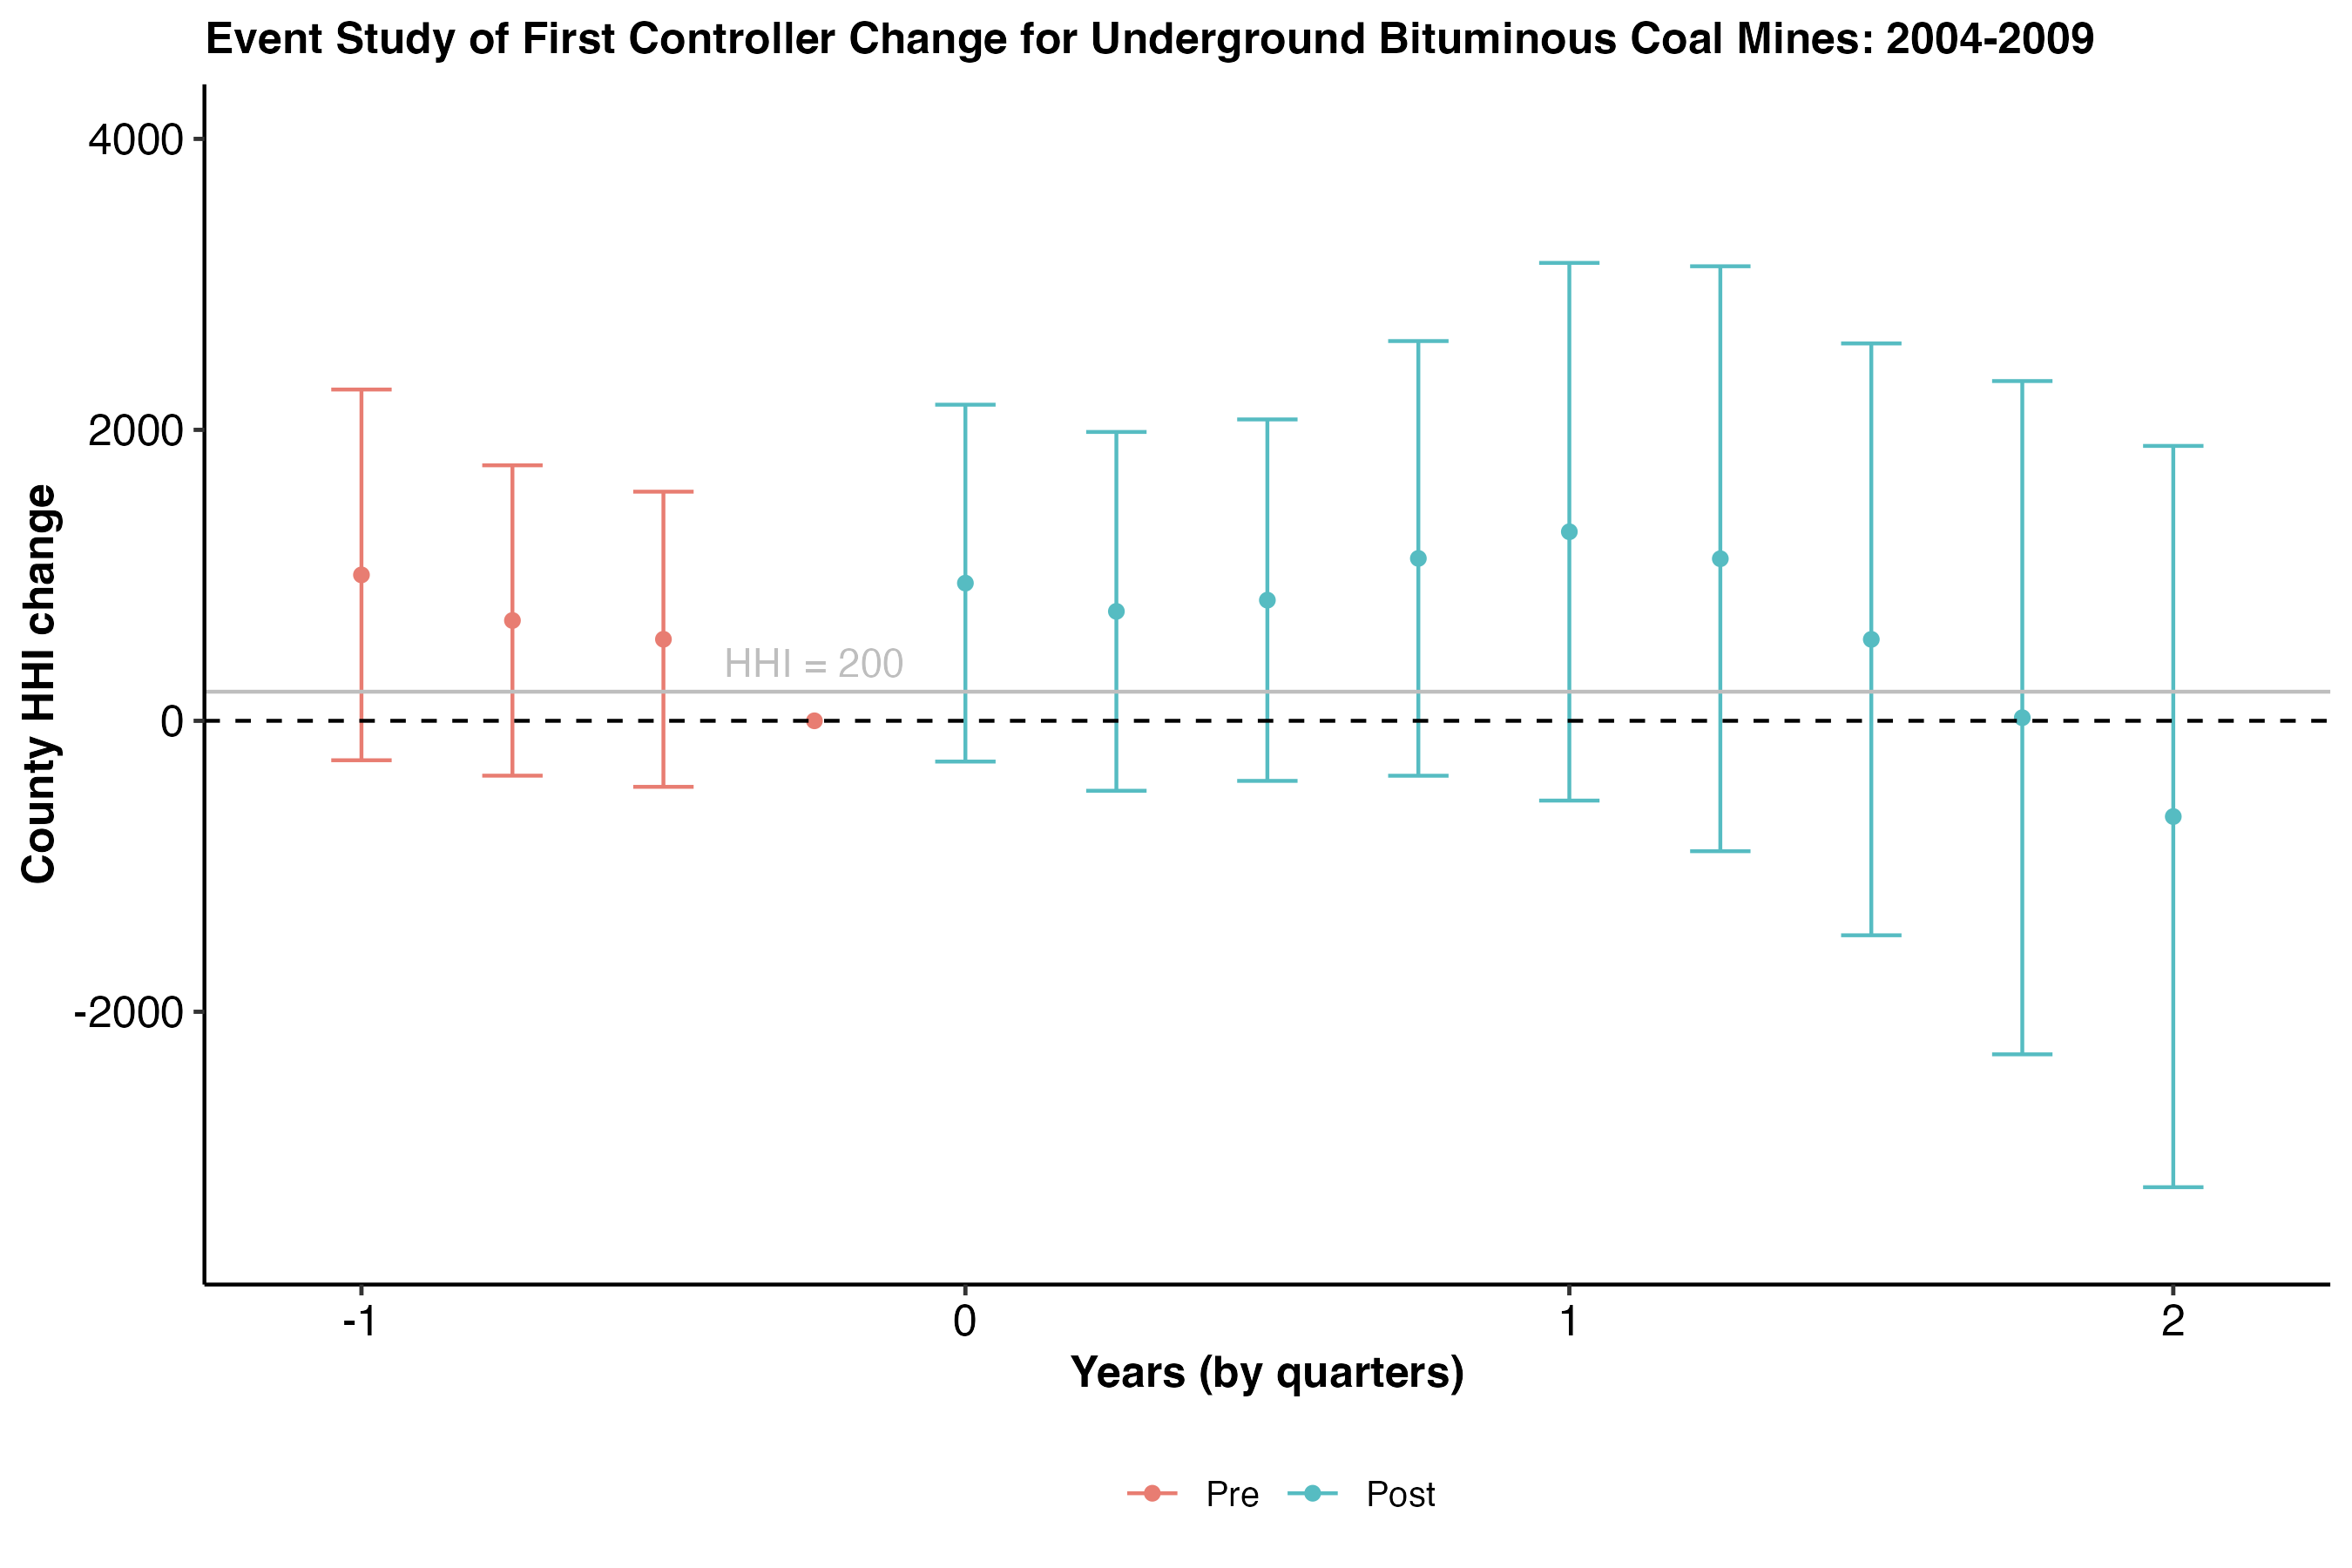 Event Study of First Controller Change for Underground Bituminous Coal Mines: 2004-2009
County HHI change
4000
2000
0
-2000
HHI = 200
-1
0
1
2
Years (by quarters)
Pre
Post